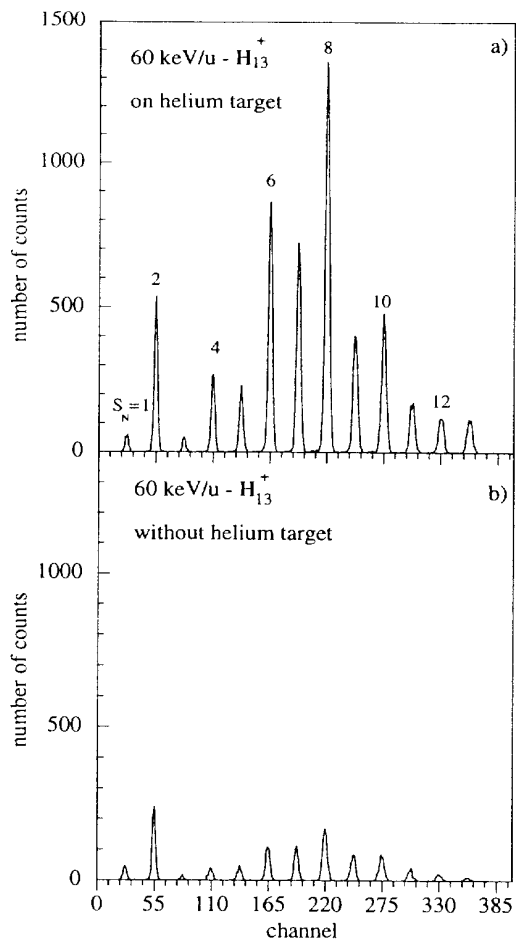 1500
1000
500
0
number of counts
60 keV/u - H13+
on helium target
a)
S_N=1
2
4
6
8
10
12
1000
500
0
number of counts
60 keV/u - H13+
without helium target
b)
0 55 110 165 220 275 330 385
channel